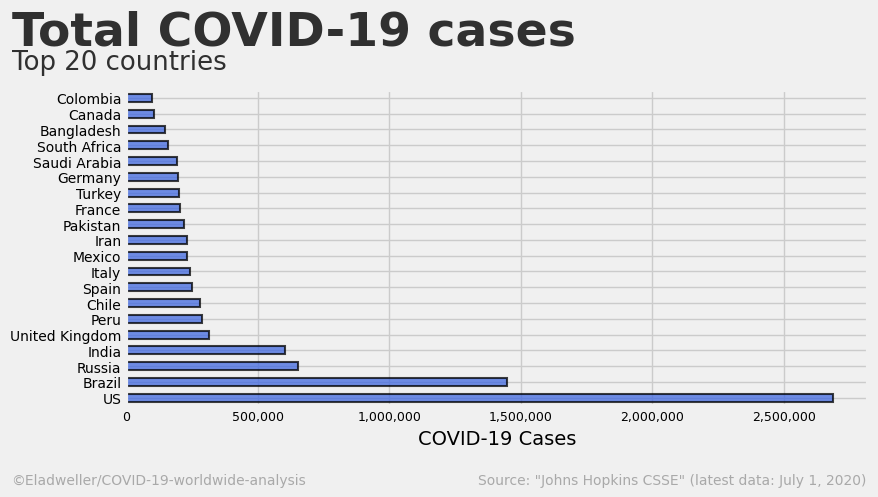 Total COVID-19 cases
Top 20 countries
Colombia
Canada
Bangladesh
South Africa
Saudi Arabia
Germany
Turkey
France
Pakistan
Iran
Mexico
Italy
Spain
Chile
Peru
United Kingdom
India
Russia
Brazil
US
0 500,000 1,000,000 1,500,000 2,000,000 2,500,000
COVID-19 Cases
©Eladweller/COVID-19-worldwide-analysis Source: "Johns Hopkins CSSE" (latest data: July 1, 2020)